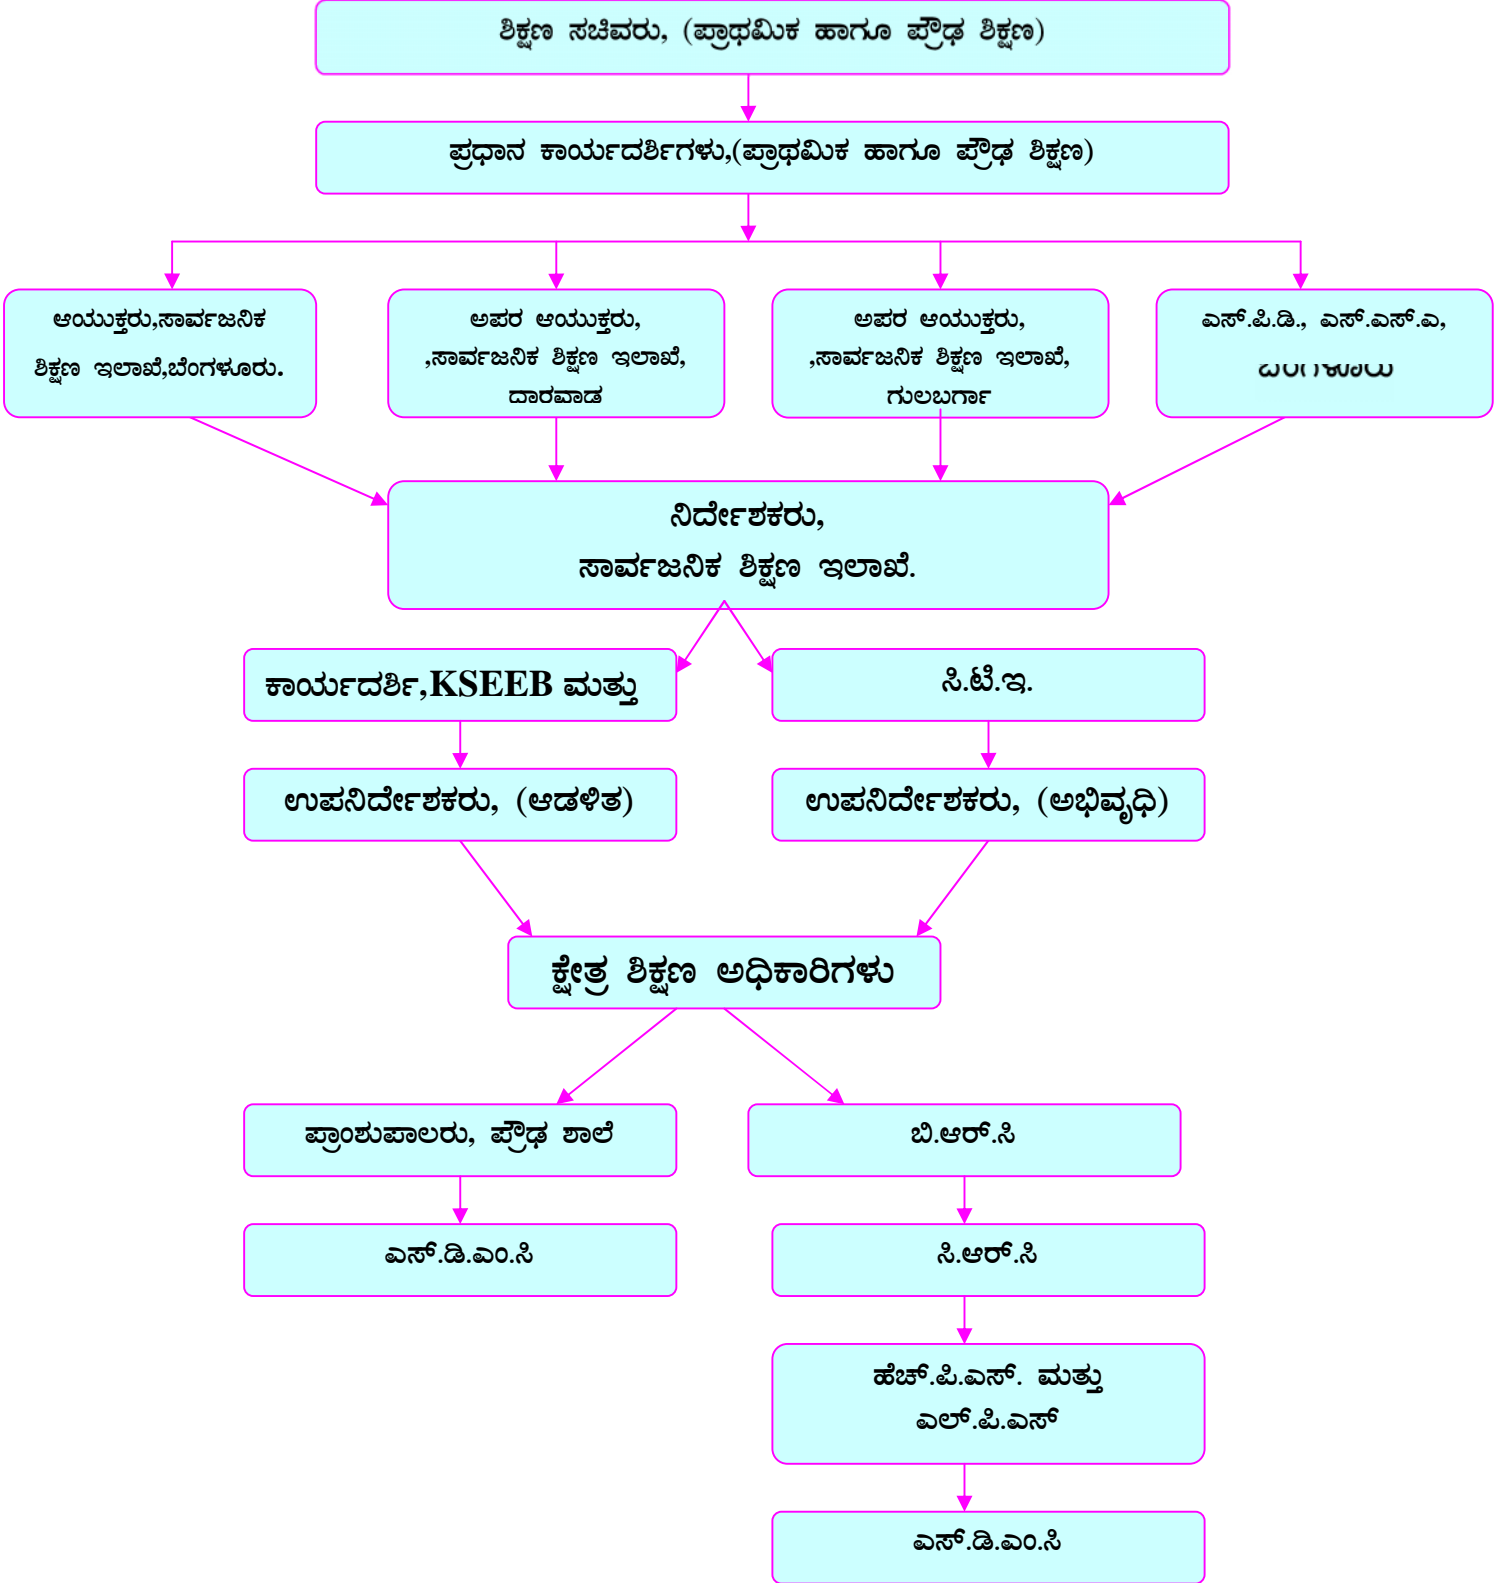 ಶಿಕ್ಷಣ ಸಚಿವರು, (ಪ್ರಾಥಮಿಕ ಹಾಗೂ ಪ್ರೌಢ ಶಿಕ್ಷಣ)
ಪ್ರಧಾನ ಕಾರ್ಯದರ್ಶಿಗಳು,(ಪ್ರಾಥಮಿಕ ಹಾಗೂ ಪ್ರೌಢ ಶಿಕ್ಷಣ)
ಆಯುಕ್ತರು,ಸಾರ್ವಜನಿಕ
ಶಿಕ್ಷಣ ಇಲಾಖೆ,ಬೆಂಗಳೂರು.
ಅಪರ ಆಯುಕ್ತರು,
,ಸಾರ್ವಜನಿಕ ಶಿಕ್ಷಣ ಇಲಾಖೆ,
ದಾರವಾಡ
ಅಪರ ಆಯುಕ್ತರು,
,ಸಾರ್ವಜನಿಕ ಶಿಕ್ಷಣ ಇಲಾಖೆ,
ಗುಲಬರ್ಗಾ
ಎಸ್.ಪಿ.ಡಿ., ಎಸ್.ಎಸ್.ಎ,
ನಿರ್ದೇಶಕರು,
ಸಾರ್ವಜನಿಕ ಶಿಕ್ಷಣ ಇಲಾಖೆ.
ಕಾರ್ಯದರ್ಶಿ,KSEEB ಮತ್ತು
ಸಿ.ಟಿ.ಇ.
ಉಪನಿರ್ದೇಶಕರು, (ಆಡಳಿತ)
ಉಪನಿರ್ದೇಶಕರು, (ಅಭಿವೃಧಿ)
ಕ್ಷೇತ್ರ ಶಿಕ್ಷಣ ಅಧಿಕಾರಿಗಳು
ಪ್ರಾಂಶುಪಾಲರು, ಪ್ರೌಢ ಶಾಲೆ
ಬಿ.ಆರ್.ಸಿ
ಎಸ್.ಡಿ.ಎಂ.ಸಿ
ಸಿ.ಆರ್.ಸಿ
ಹೆಚ್.ಪಿ.ಎಸ್. ಮತ್ತು
ಎಲ್.ಪಿ.ಎಸ್
ಎಸ್.ಡಿ.ಎಂ.ಸಿ